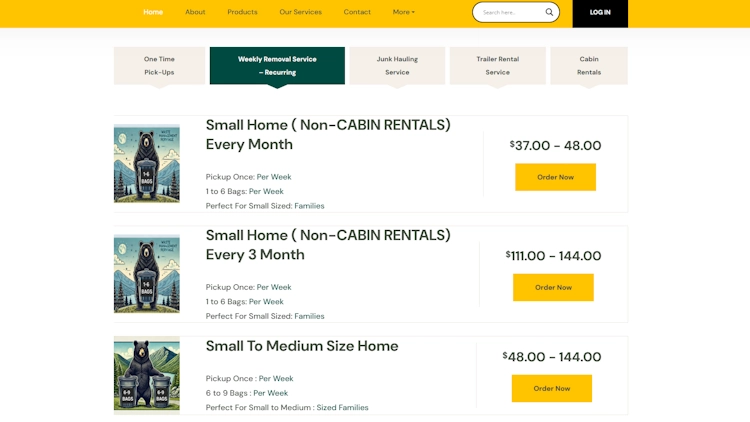 Home About Products Our Services Contact More Search here.. LOG IN
One Time
Pick-Ups
Weekly Removal Service
– Recurring
Junk Hauling
Service
Trailer Rental
Service
Cabin
Rentals
Small Home ( Non-CABIN RENTALS)
Every Month
Pickup Once: Per Week
1 to 6 Bags: Per Week
Perfect For Small Sized: Families
$37.00 - 48.00
Order Now
1-6
BAGS
Small Home ( Non-CABIN RENTALS)
Every 3 Month
Pickup Once: Per Week
1 to 6 Bags: Per Week
Perfect For Small Sized: Families
$111.00 - 144.00
Order Now
1-6
BAGS
Small To Medium Size Home
Pickup Once : Per Week
6 to 9 Bags : Per Week
Perfect For Small to Medium : Sized Families
$48.00 - 144.00
Order Now
6-9
BAGS
6-9
BAGS